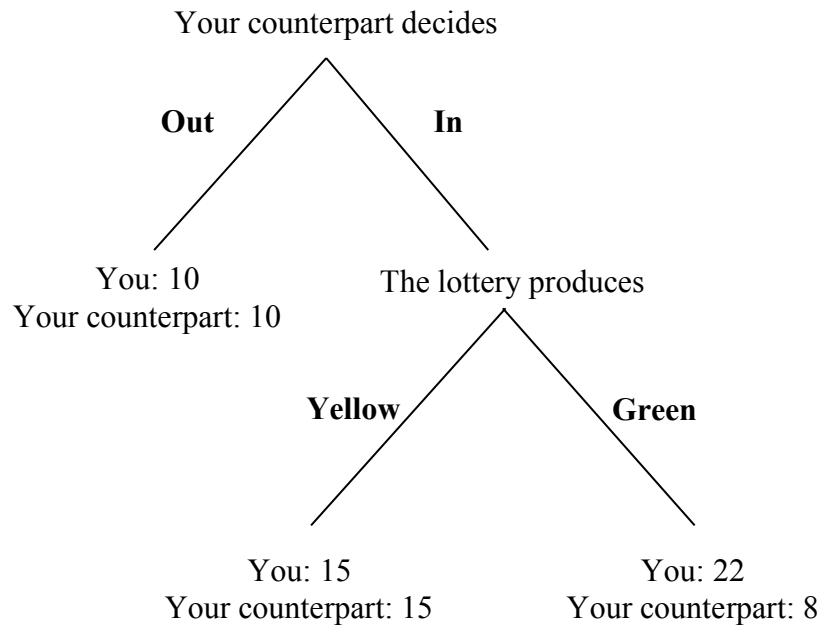 Your counterpart decides
Out
In
You: 10
Your counterpart: 10
The lottery produces
Yellow
Green
You: 15
Your counterpart: 15
You: 22
Your counterpart: 8